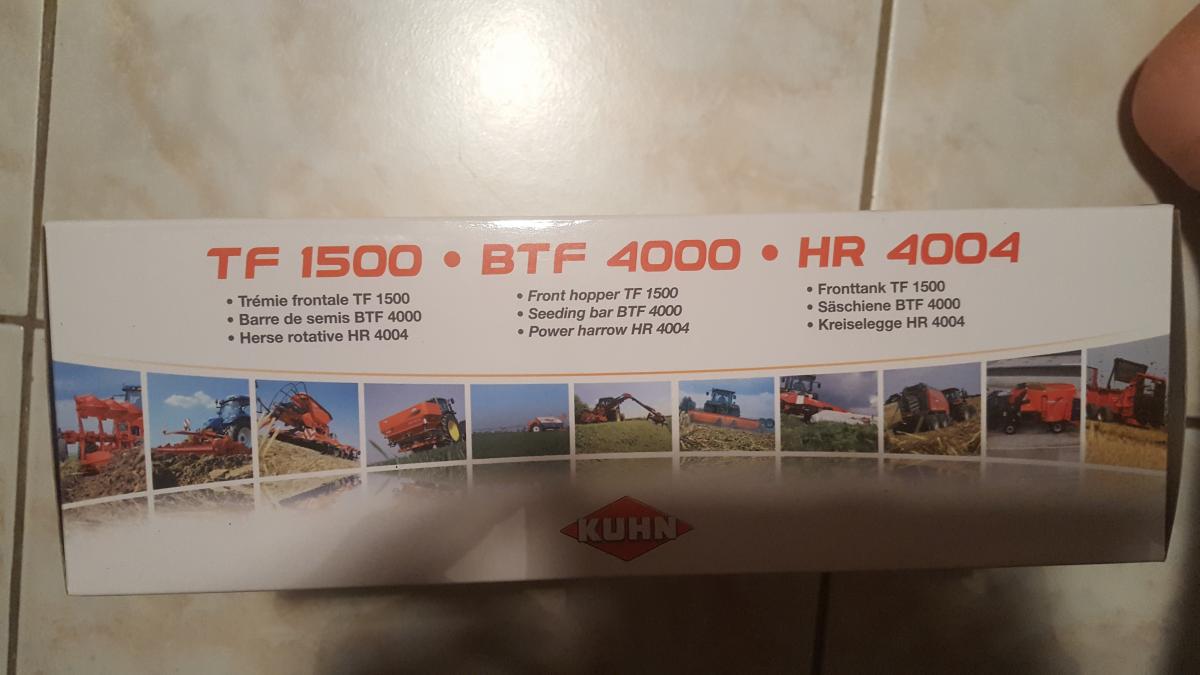 TF 1500 • BTF 4000 • HR 4004
• Trémie frontale TF 1500
• Barre de semis BTF 4000
• Herse rotative HR 4004
• Front hopper TF 1500
• Seeding bar BTF 4000
• Power harrow HR 4004
• Fronttank TF 1500
• Säschiene BTF 4000
• Kreiselegge HR 4004
KUHN